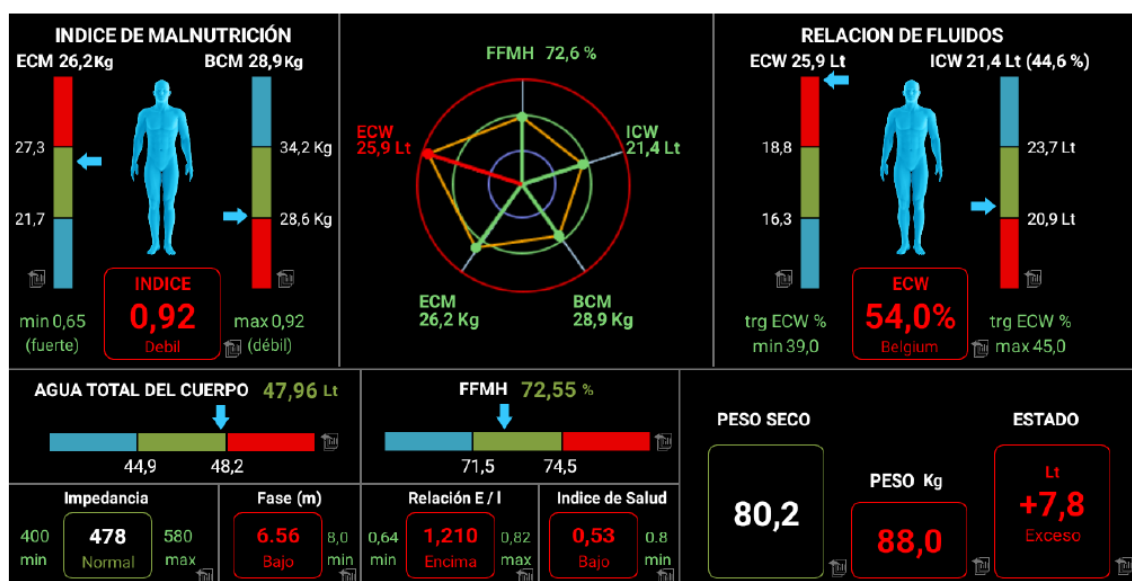 INDICE DE MALNUTRICIÓN
ECM 26,2Kg
BCM 28,9Kg
27,3
21,7
34,2 Kg
28,6 Kg
INDICE
0,92
Debil
min 0,65
(fuerte)
max 0,92
(débil)
FFMH 72,6 %
ECW
25,9 Lt
ICW
21,4 Lt
ECM
26,2 Kg
BCM
28,9 Kg
RELACION DE FLUIDOS
ECW 25,9 Lt
ICW 21,4 Lt (44,6 %)
18,8
16,3
23,7 Lt
20,9 Lt
ECW
54,0%
Belgium
trg ECW %
min 39,0
trg ECW %
max 45,0
AGUA TOTAL DEL CUERPO 47,96 Lt
44,9
48,2
FFMH 72,55 %
71,5
74,5
Impedancia
400
min
478
Normal
580
max
Fase (m)
6.56
Bajo
8,0
min
Relación E / I
0,64
min
1,210
Encima
0,82
max
Indice de Salud
0,53
Bajo
0.8
min
PESO SECO
80,2
PESO Kg
88,0
ESTADO
Lt
+7,8
Exceso